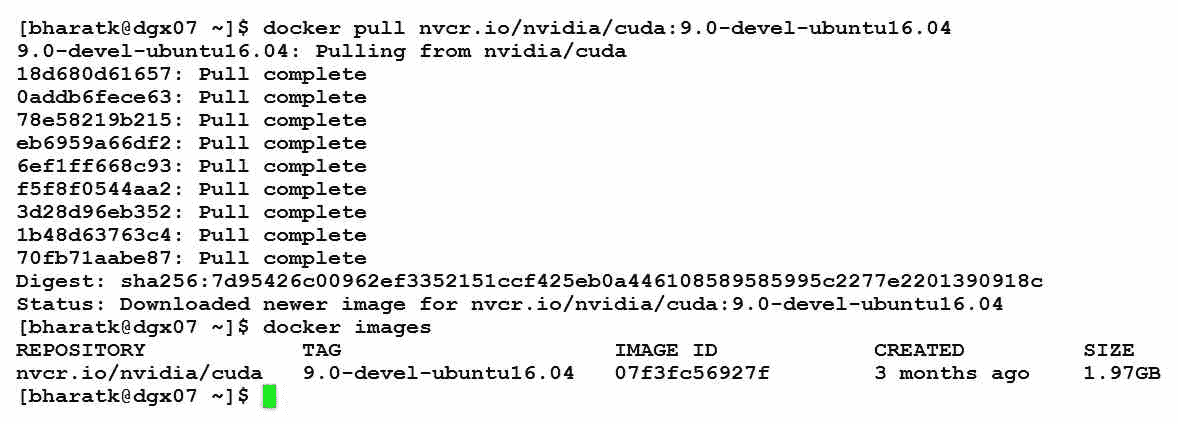 [bharatk@dgx07 ~]$ docker pull nvcr.io/nvidia/cuda:9.0-devel-ubuntu16.04
9.0-devel-ubuntu16.04: Pulling from nvidia/cuda
18d680d61657: Pull complete
0addb6fece63: Pull complete
78e58219b215: Pull complete
eb6959a66df2: Pull complete
6ef1ff668c93: Pull complete
f5f8f0544aa2: Pull complete
3d28d96eb352: Pull complete
1b48d63763c4: Pull complete
70fb71aabe87: Pull complete
Digest: sha256:7d95426c00962ef3352151ccf425eb0a446108589585995c2277e2201390918c
Status: Downloaded newer image for nvcr.io/nvidia/cuda:9.0-devel-ubuntu16.04
[bharatk@dgx07 ~]$ docker images
REPOSITORY TAG IMAGE ID CREATED SIZE
nvcr.io/nvidia/cuda 9.0-devel-ubuntu16.04 07f3fc56927f 3 months ago 1.97GB
[bharatk@dgx07 ~]$